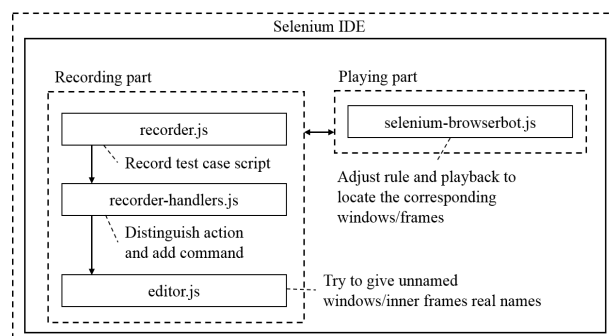 Selenium IDE
Recording part
recorder.js
Record test case script
recorder-handlers.js
Distinguish action
and add command
editor.js
Try to give unnamed
windows/inner frames real names
Playing part
selenium-browserbot.js
Adjust rule and playback to
locate the corresponding
windows/frames